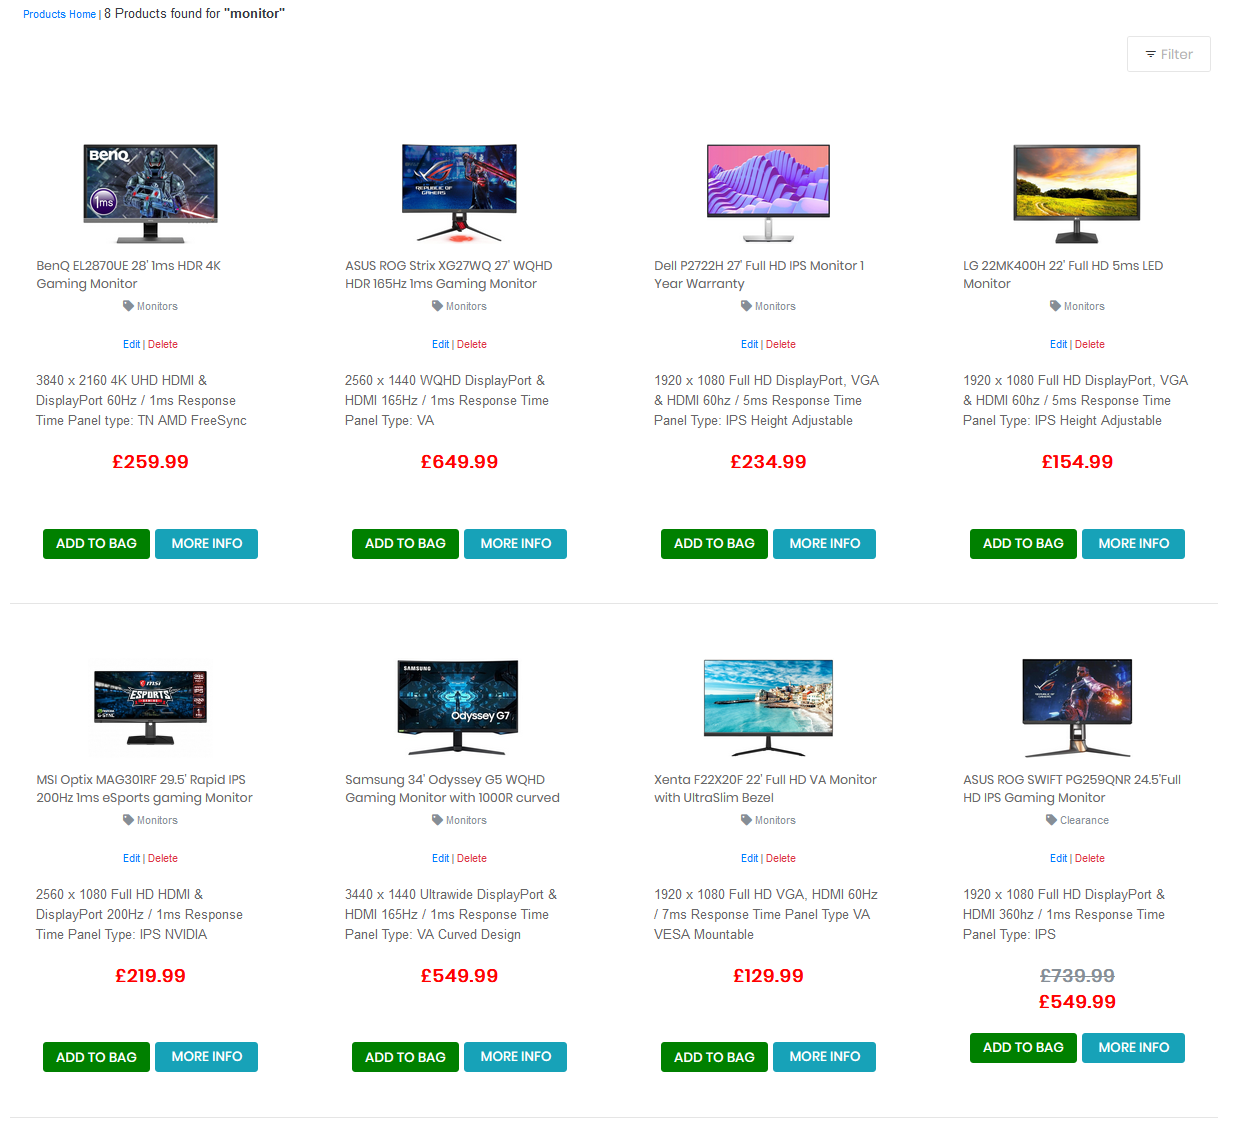 Products Home | 8 Products found for "monitor"
Filter
BenQ
1ms
REPUBLIC OF
GAMERS
BenQ EL2870UE 28' 1ms HDR 4K
Gaming Monitor
Monitors
Edit | Delete
3840 x 2160 4K UHD HDMI &
DisplayPort 60Hz / 1ms Response
Time Panel type: TN AMD FreeSync
£259.99
ADD TO BAG
MORE INFO
ASUS ROG Strix XG27WQ 27' WQHD
HDR 165Hz 1ms Gaming Monitor
Monitors
Edit | Delete
2560 x 1440 WQHD DisplayPort &
HDMI 165Hz / 1ms Response Time
Panel Type: VA
£649.99
ADD TO BAG
MORE INFO
Dell P2722H 27' Full HD IPS Monitor 1
Year Warranty
Monitors
Edit | Delete
1920 x 1080 Full HD DisplayPort, VGA
& HDMI 60hz / 5ms Response Time
Panel Type: IPS Height Adjustable
£234.99
ADD TO BAG
MORE INFO
LG 22MK400H 22' Full HD 5ms LED
Monitor
Monitors
Edit | Delete
1920 x 1080 Full HD DisplayPort, VGA
& HDMI 60hz / 5ms Response Time
Panel Type: IPS Height Adjustable
£154.99
ADD TO BAG
MORE INFO
msi
ESPORTS
G-SYNC
SAMSUNG
Odyssey G7
MSI Optix MAG301RF 29.5' Rapid IPS
200Hz 1ms eSports gaming Monitor
Monitors
Edit | Delete
2560 x 1080 Full HD HDMI &
DisplayPort 200Hz / 1ms Response
Time Panel Type: IPS NVIDIA
£219.99
ADD TO BAG
MORE INFO
Samsung 34' Odyssey G5 WQHD
Gaming Monitor with 1000R curved
Monitors
Edit | Delete
3440 x 1440 Ultrawide DisplayPort &
HDMI 165Hz / 1ms Response Time
Panel Type: VA Curved Design
£549.99
ADD TO BAG
MORE INFO
Xenta F22X20F 22' Full HD VA Monitor
with UltraSlim Bezel
Monitors
Edit | Delete
1920 x 1080 Full HD VGA, HDMI 60Hz
/ 7ms Response Time Panel Type VA
VESA Mountable
£129.99
ADD TO BAG
MORE INFO
ASUS ROG SWIFT PG259QNR 24.5'Full
HD IPS Gaming Monitor
Clearance
Edit | Delete
1920 x 1080 Full HD DisplayPort &
HDMI 360hz / 1ms Response Time
Panel Type: IPS
£739.99
£549.99
ADD TO BAG
MORE INFO